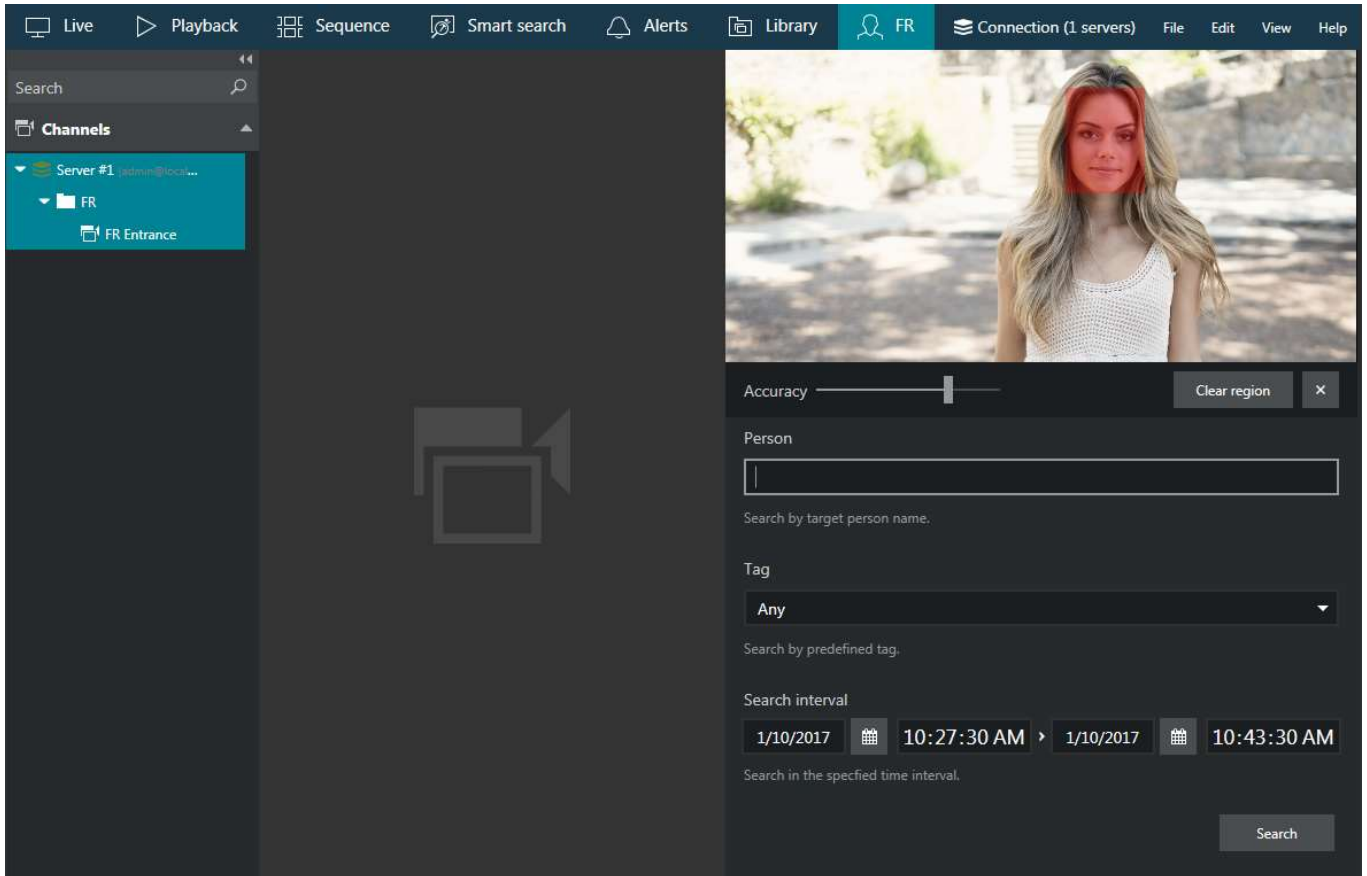 Live Playback Sequence Smart search Alerts Library FR Connection (1 servers) File Edit View Help
Search
Channels
Server #1 [admin@local...
FR
FR Entrance
Accuracy Clear region
Person
Search by target person name.
Tag
Any
Search by predefined tag.
Search interval
1/10/2017 10:27:30 AM 1/10/2017 10:43:30 AM
Search in the specfied time interval.
Search